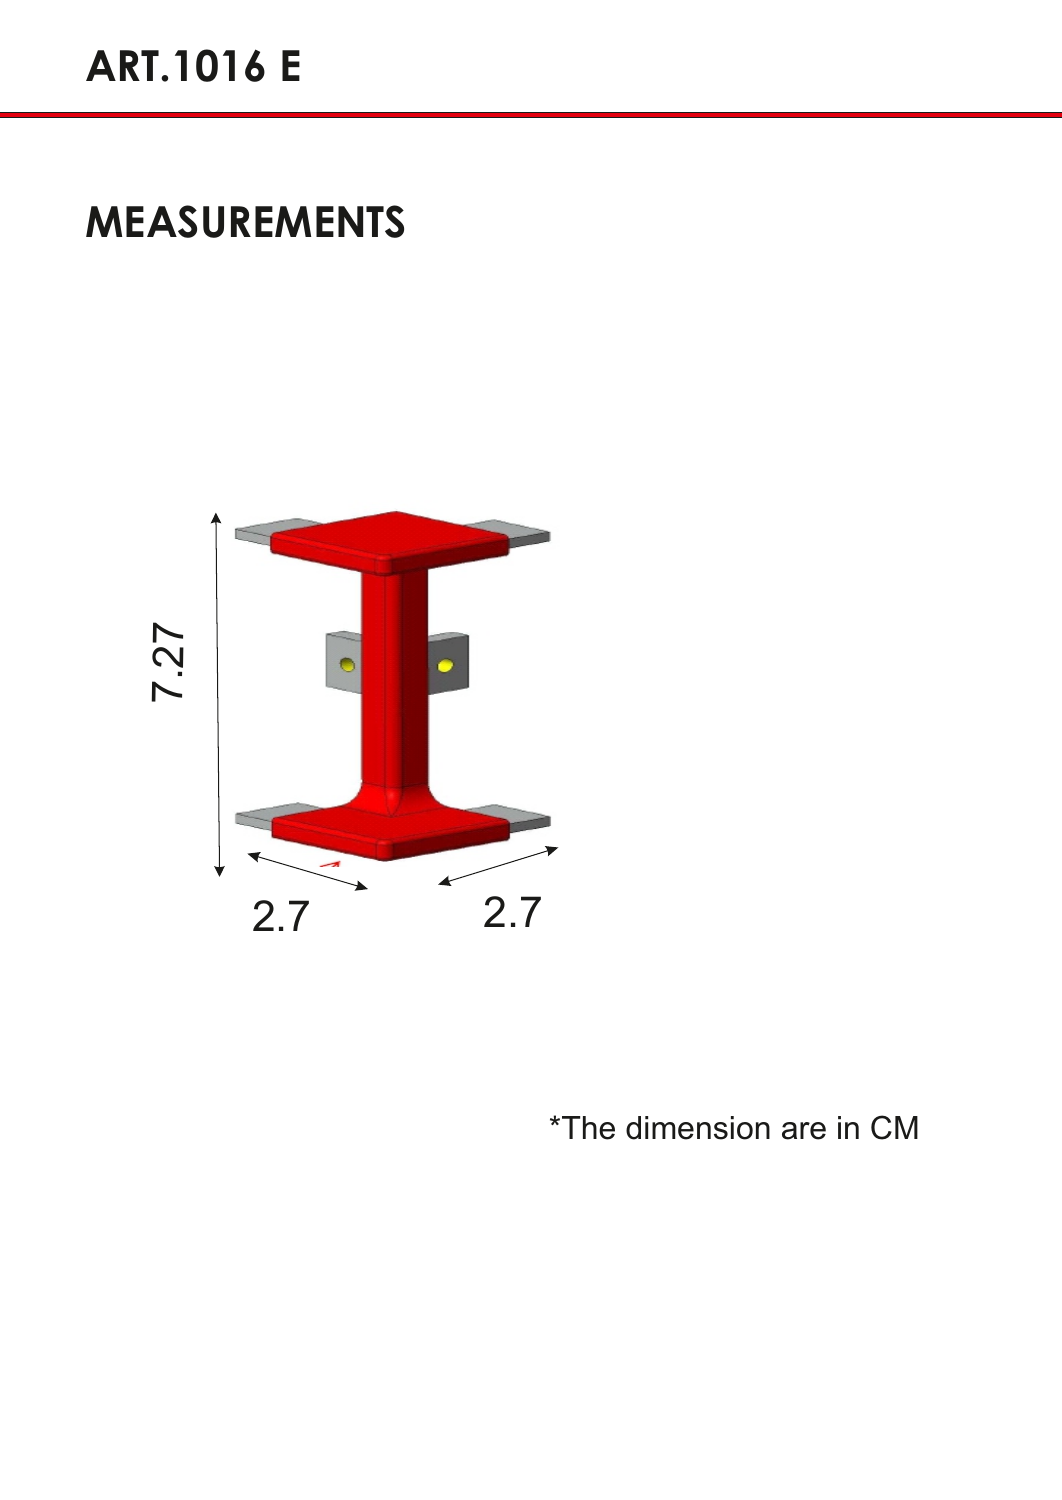 ART.1016 E
MEASUREMENTS
7.27
2.7
2.7
*The dimension are in CM